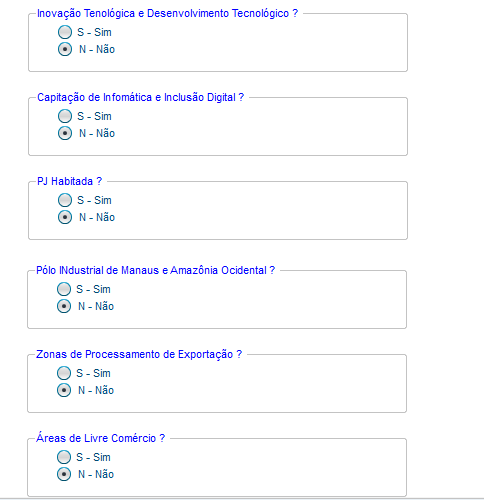 Inovação Tenológica e Desenvolvimento Tecnológico ?
S - Sim
N - Não
Capitação de Infomática e Inclusão Digital ?
S - Sim
N - Não
PJ Habitada ?
S - Sim
N - Não
Pólo INdustrial de Manaus e Amazônia Ocidental ?
S - Sim
N - Não
Zonas de Processamento de Exportação ?
S - Sim
N - Não
Áreas de Livre Comércio ?
S - Sim
N - Não